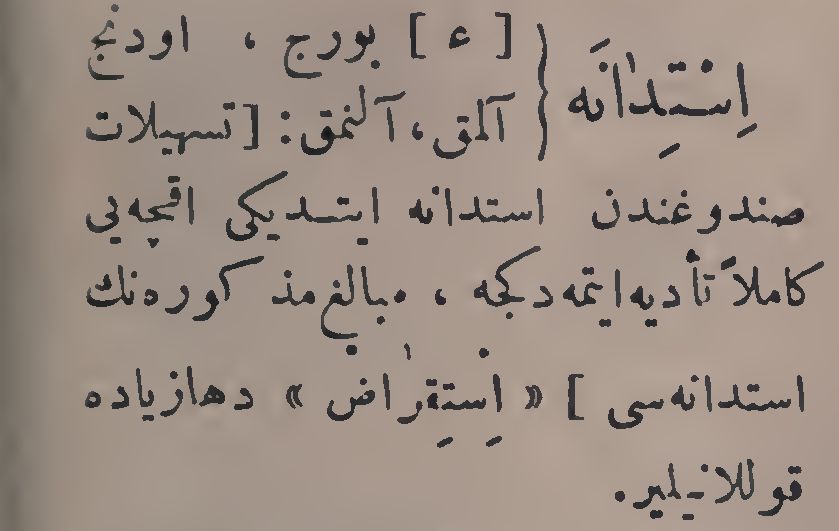 اِسْتِدانَه { [ ع ] بورج ، اودنج
آلمق ، آلنمق : [ تسهیلات
صندوغندن استدانه ایتدیکی اقچه‌یی
کاملاً تأدیه ایتمه‌دکجه ، مبالغ مذکوره‌نك
استدانه‌سی ] « اِسْتِقْراض » دها زیاده
قوللانیلیر .